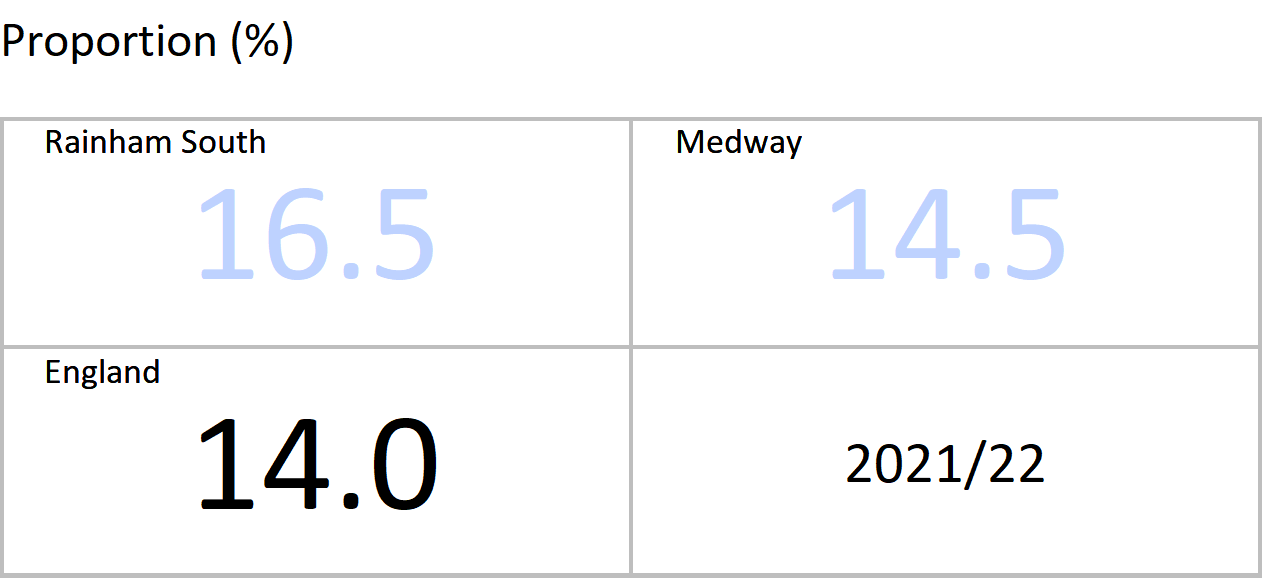 Proportion (%)
Rainham South
16.5
Medway
14.5
England
14.0
2021/22